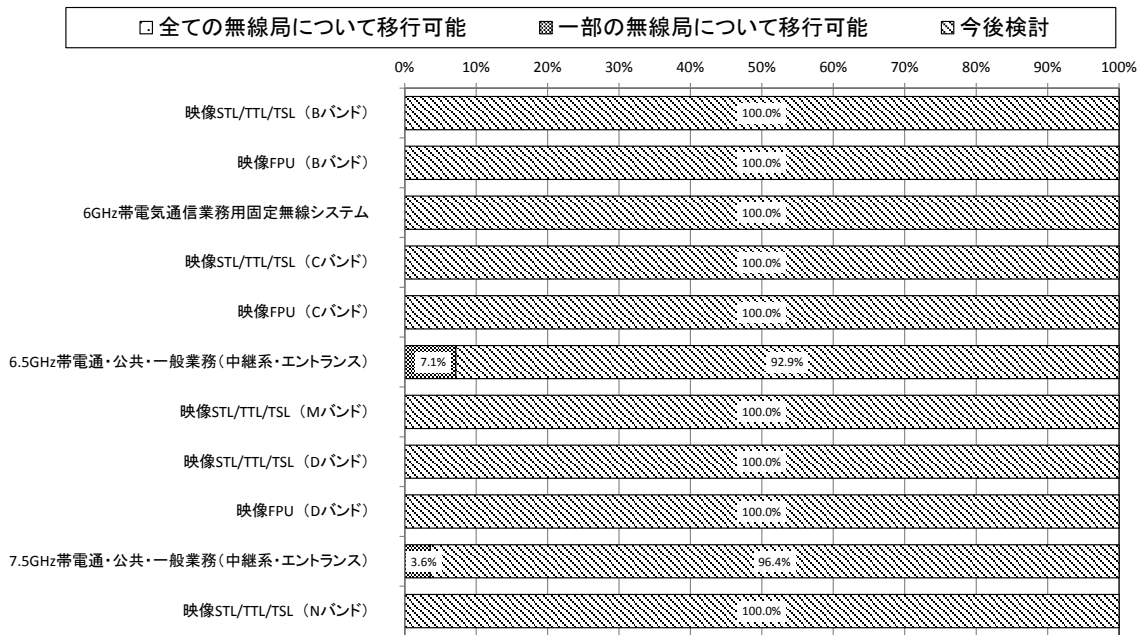 全ての無線局について移行可能 一部の無線局について移行可能 今後検討
0% 10% 20% 30% 40% 50% 60% 70% 80% 90% 100%
映像STL/TTL/TSL（Bバンド） 100.0%
映像FPU（Bバンド） 100.0%
6GHz帯電気通信業務用固定無線システム 100.0%
映像STL/TTL/TSL（Cバンド） 100.0%
映像FPU（Cバンド） 100.0%
6.5GHz帯電通・公共・一般業務（中継系・エントランス） 7.1% 92.9%
映像STL/TTL/TSL（Mバンド） 100.0%
映像STL/TTL/TSL（Dバンド） 100.0%
映像FPU（Dバンド） 100.0%
7.5GHz帯電通・公共・一般業務（中継系・エントランス） 3.6% 96.4%
映像STL/TTL/TSL（Nバンド） 100.0%